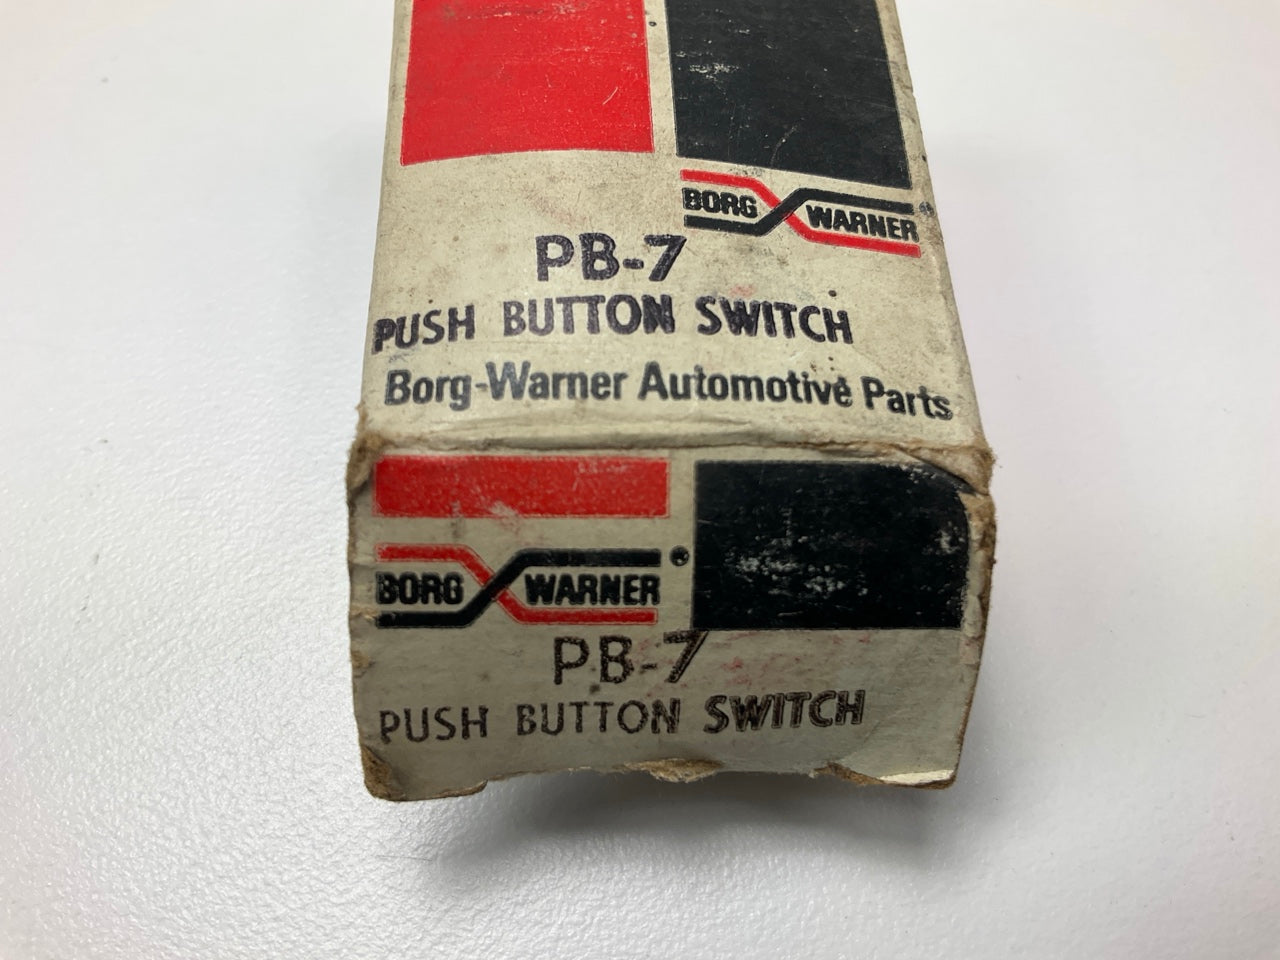 BORG WARNER
PB-7
PUSH BUTTON SWITCH
Borg-Warner Automotive Parts
BORG WARNER
PB-7
PUSH BUTTON SWITCH